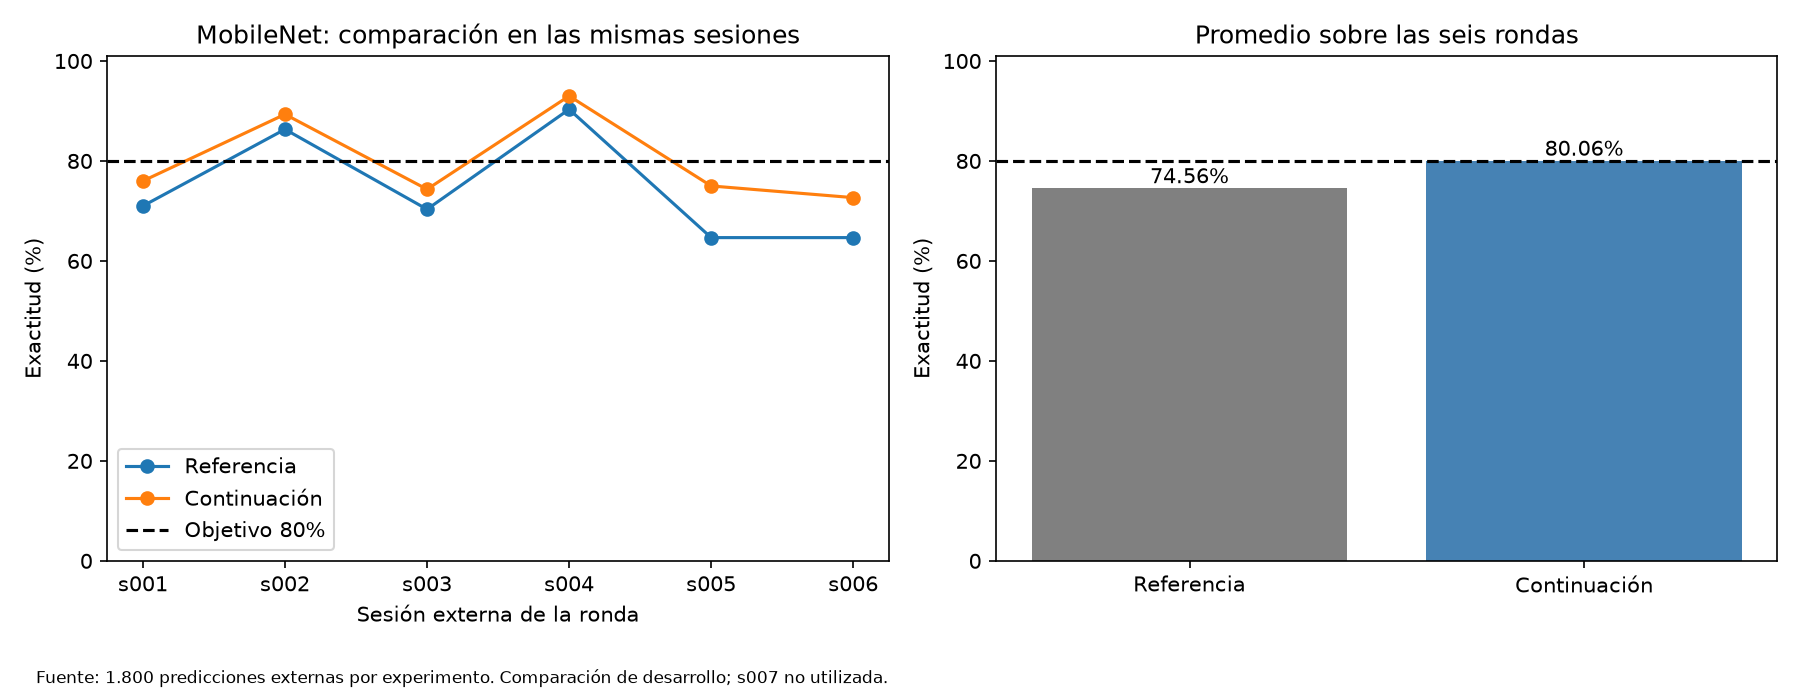 MobileNet: comparación en las mismas sesiones
100
80
60
40
20
0
Exactitud (%)
Referencia
Continuación
Objetivo 80%
s001 s002 s003 s004 s005 s006
Sesión externa de la ronda
Promedio sobre las seis rondas
100
80
60
40
20
0
Exactitud (%)
74.56%
80.06%
Referencia Continuación
Fuente: 1.800 predicciones externas por experimento. Comparación de desarrollo; s007 no utilizada.